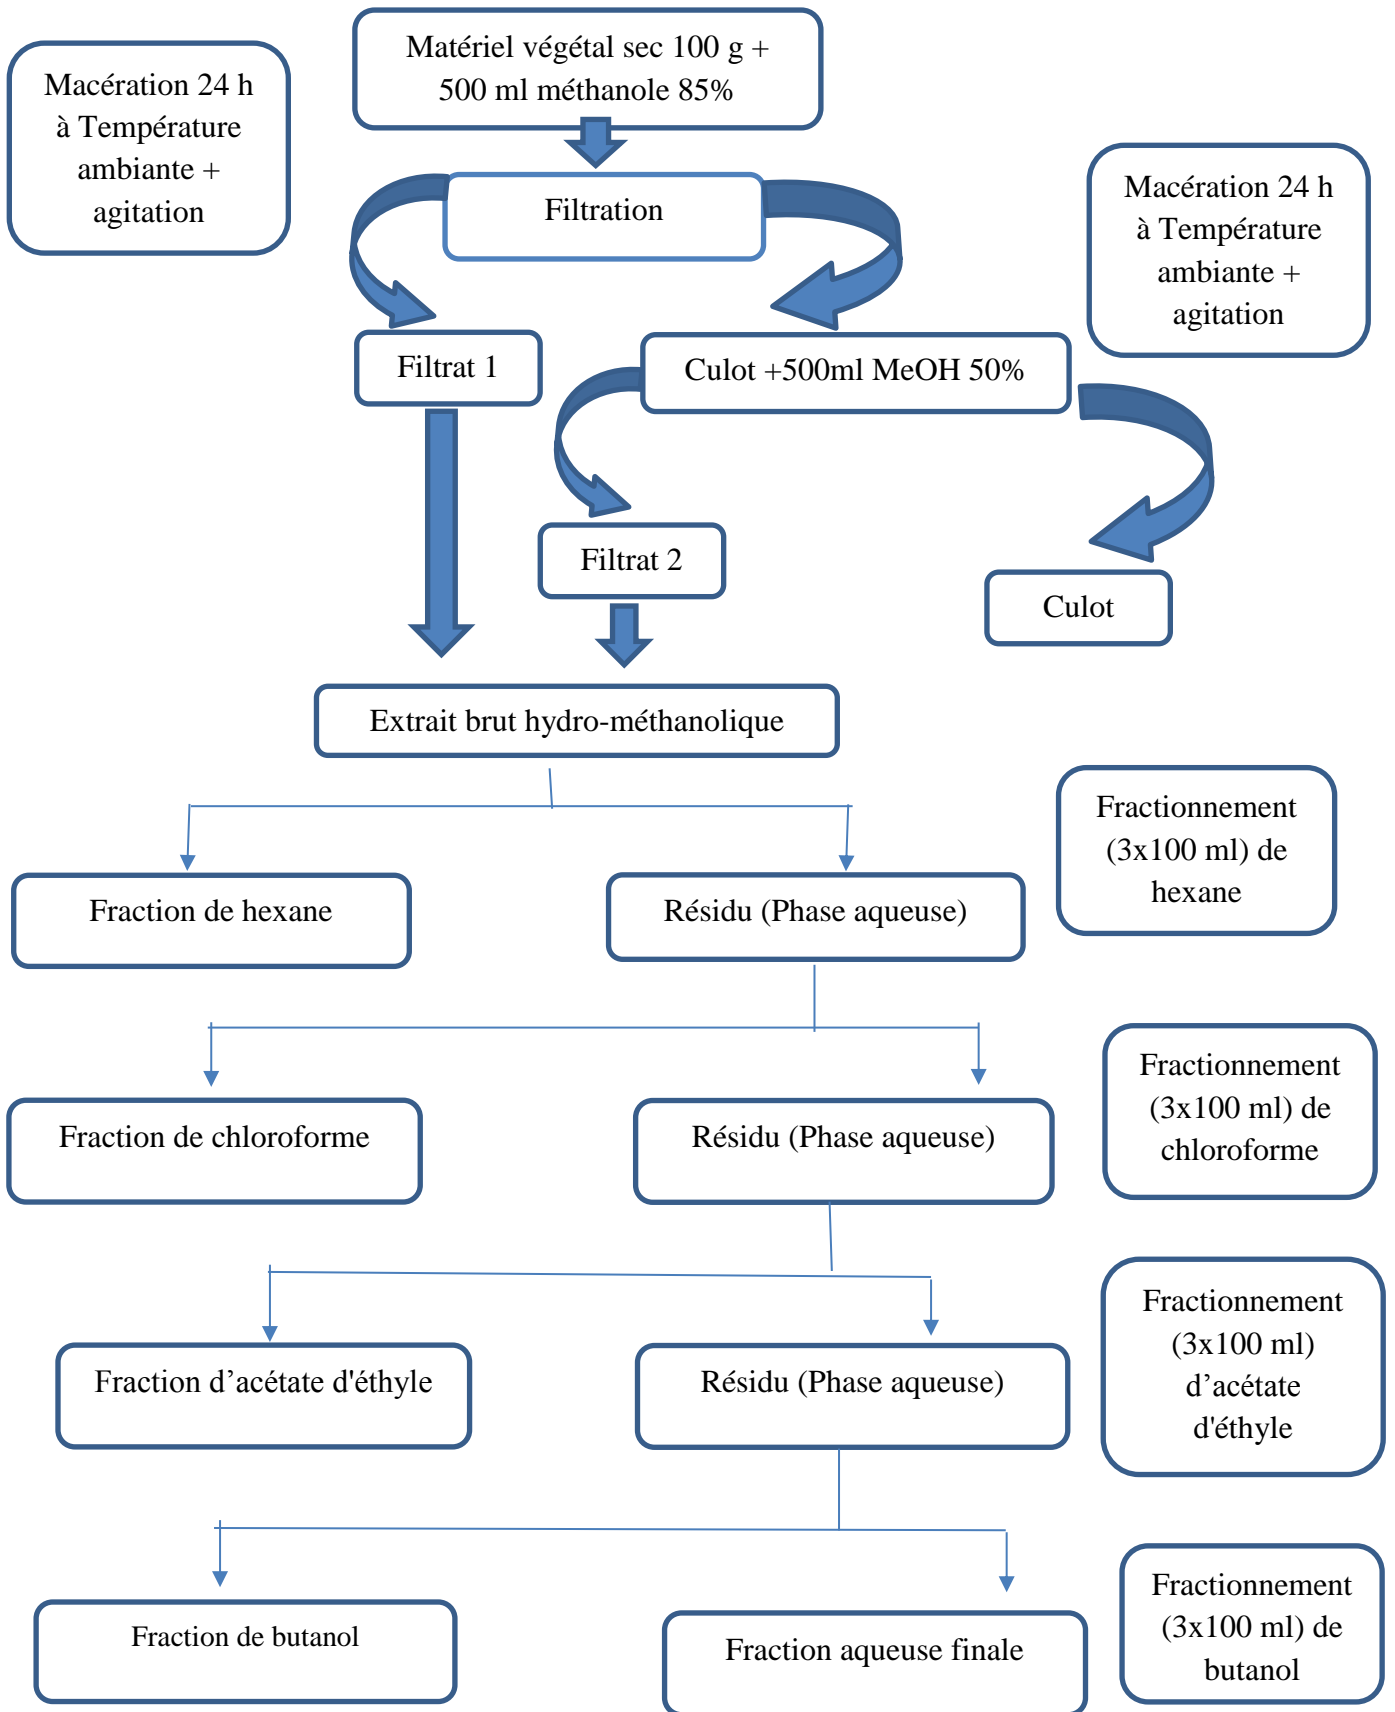 Matériel végétal sec 100 g +
500 ml méthanole 85%
Macération 24 h
à Température
ambiante +
agitation
Filtration
Macération 24 h
à Température
ambiante +
agitation
Filtrat 1
Culot +500ml MeOH 50%
Filtrat 2
Culot
Extrait brut hydro-méthanolique
Fractionnement
(3x100 ml) de
hexane
Fraction de hexane
Résidu (Phase aqueuse)
Fractionnement
(3x100 ml) de
chloroforme
Fraction de chloroforme
Résidu (Phase aqueuse)
Fractionnement
(3x100 ml)
d’acétate
d'éthyle
Fraction d’acétate d'éthyle
Résidu (Phase aqueuse)
Fractionnement
(3x100 ml) de
butanol
Fraction de butanol
Fraction aqueuse finale